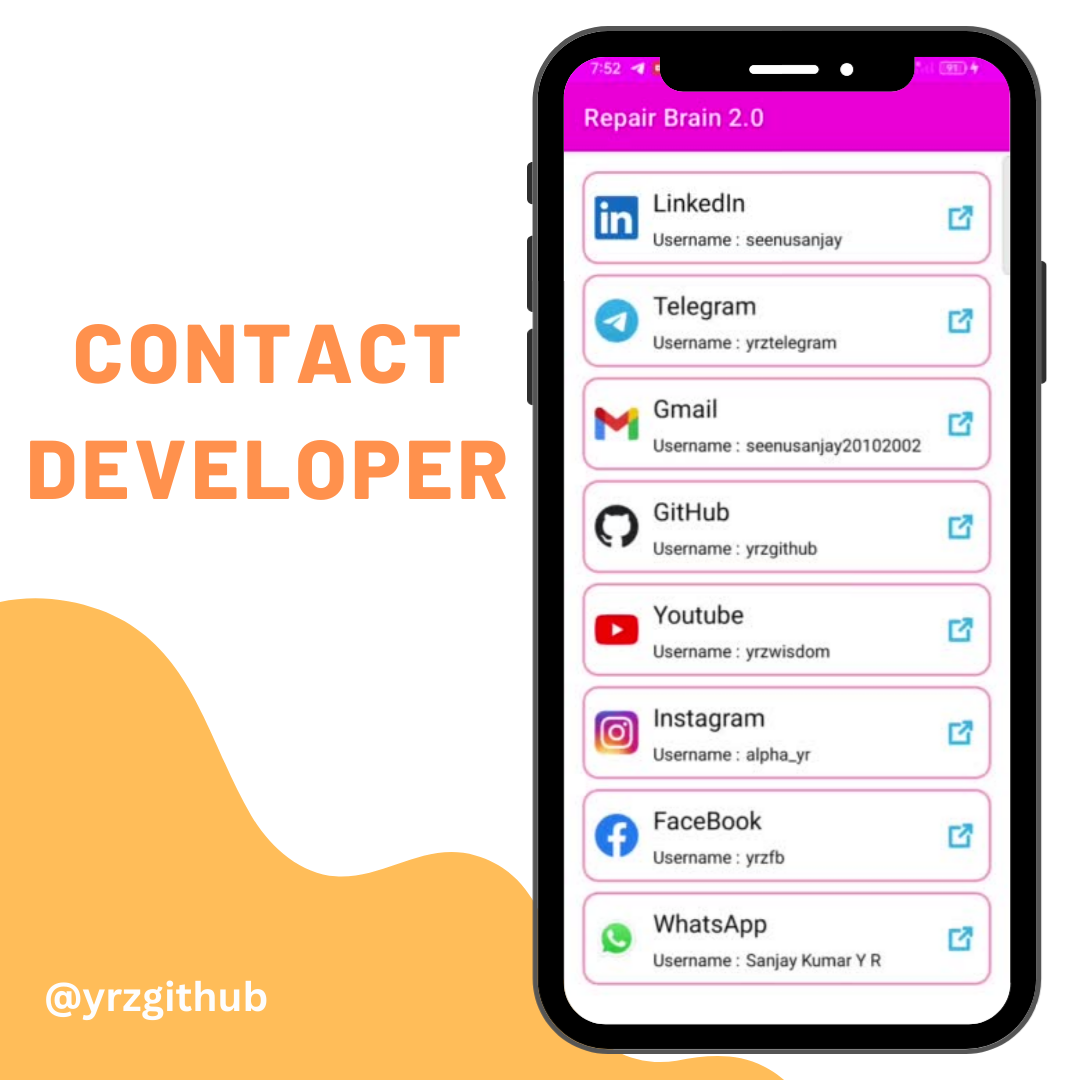 CONTACT
DEVELOPER
@yrzgithub
7:52
91
Repair Brain 2.0
LinkedIn
Username : seenusanjay
Telegram
Username : yrztelegram
Gmail
Username : seenusanjay20102002
GitHub
Username : yrzgithub
Youtube
Username : yrzwisdom
Instagram
Username : alpha_yr
FaceBook
Username : yrzfb
WhatsApp
Username : Sanjay Kumar Y R